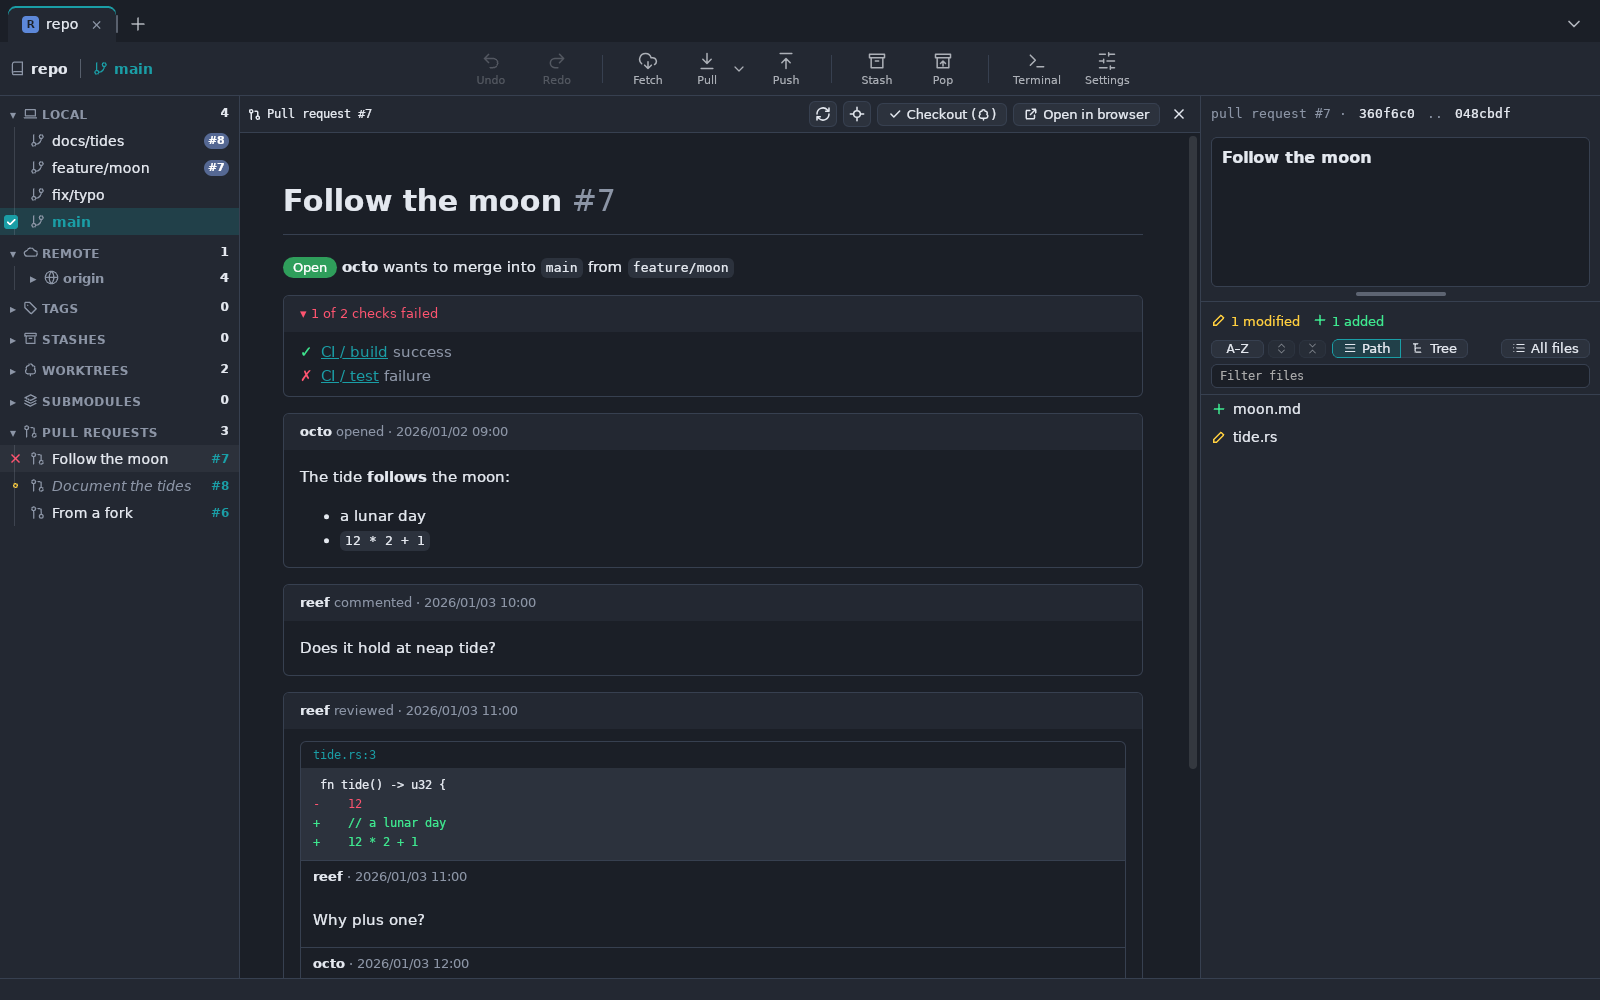 R repo
repo main
Undo Redo Fetch Pull Push Stash Pop Terminal Settings
LOCAL 4
docs/tides #8
feature/moon #7
fix/typo
main
REMOTE 1
origin 4
TAGS 0
STASHES 0
WORKTREES 2
SUBMODULES 0
PULL REQUESTS 3
Follow the moon #7
Document the tides #8
From a fork #6
Pull request #7
Checkout ( )
Open in browser
Follow the moon #7
Open octo wants to merge into main from feature/moon
▾ 1 of 2 checks failed
✓ CI / build success
✗ CI / test failure
octo opened · 2026/01/02 09:00
The tide follows the moon:
• a lunar day
• 12 * 2 + 1
reef commented · 2026/01/03 10:00
Does it hold at neap tide?
reef reviewed · 2026/01/03 11:00
tide.rs:3
fn tide() -> u32 {
- 12
+ // a lunar day
+ 12 * 2 + 1
reef · 2026/01/03 11:00
Why plus one?
octo · 2026/01/03 12:00
pull request #7 · 360f6c0 .. 048cbdf
Follow the moon
1 modified + 1 added
A-Z Path Tree All files
Filter files
+ moon.md
tide.rs